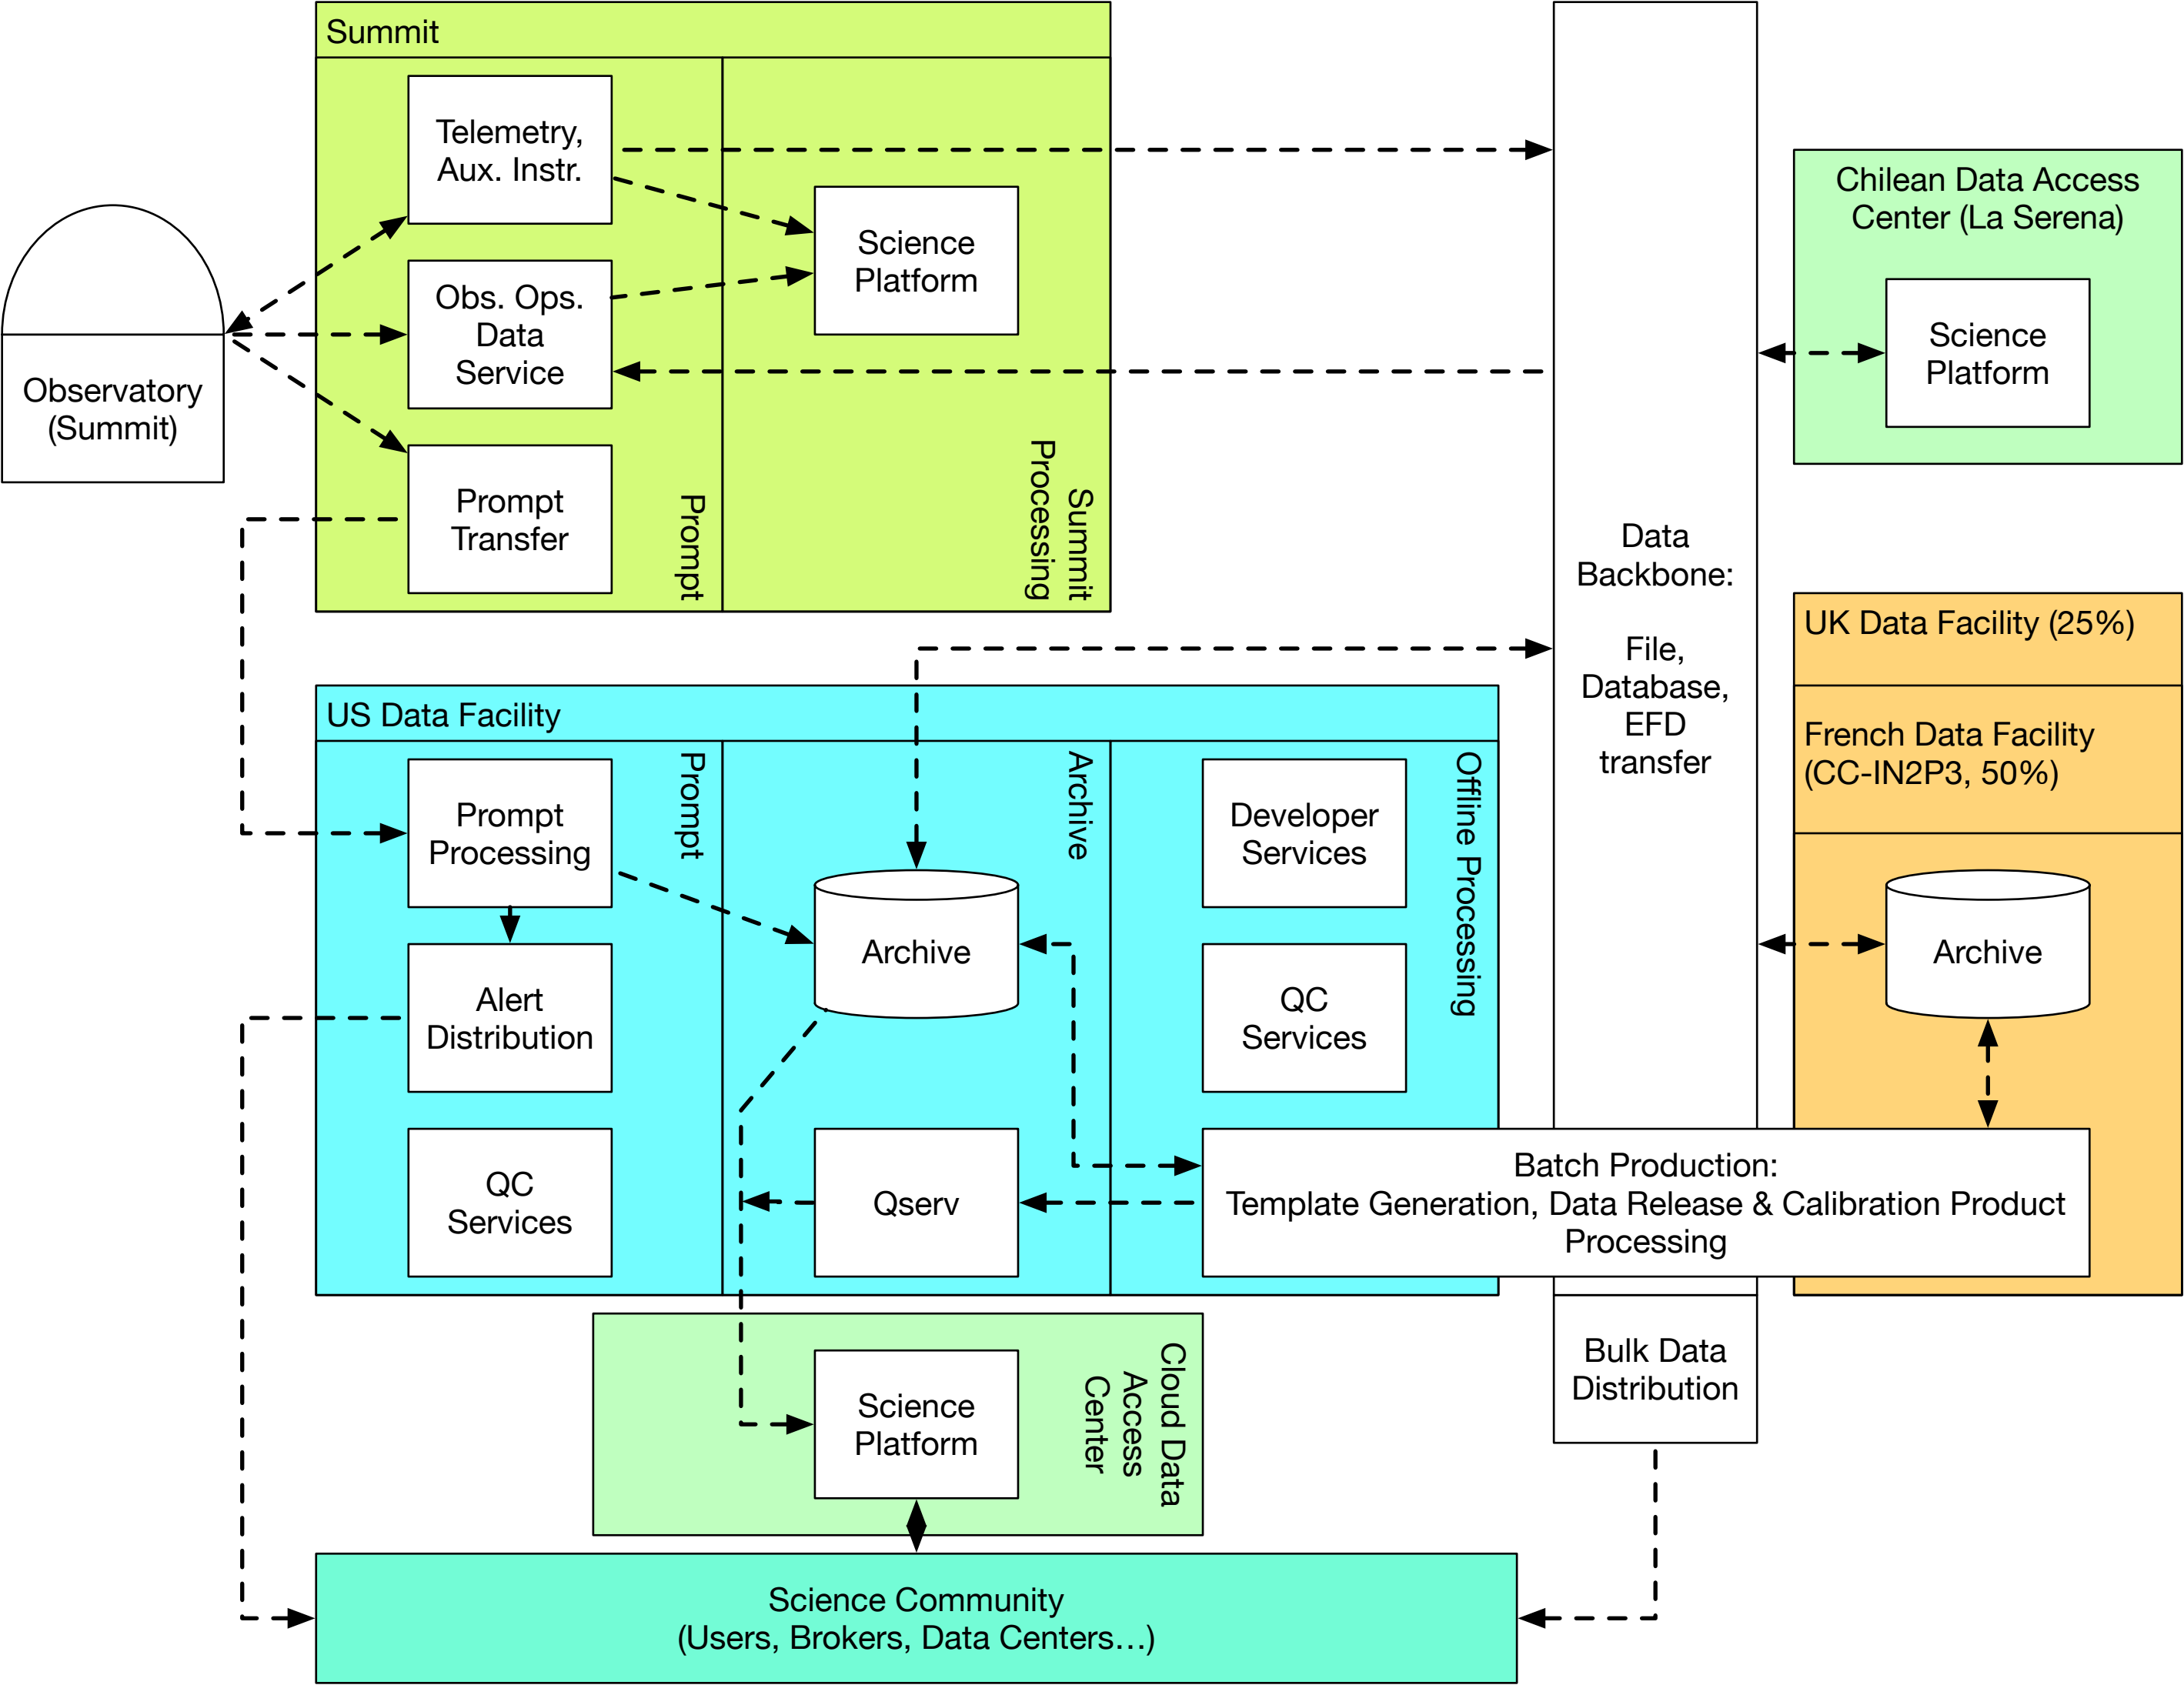 Summit
Telemetry,
Aux. Instr.
Science
Platform
Obs. Ops.
Data
Service
Prompt
Transfer
Prompt
Summit
Processing
Observatory
(Summit)
Data
Backbone:
File,
Database,
EFD
transfer
Chilean Data Access
Center (La Serena)
Science
Platform
UK Data Facility (25%)
French Data Facility
(CC-IN2P3, 50%)
Archive
US Data Facility
Prompt
Processing
Prompt
Alert
Distribution
QC
Services
Archive
Archive
Qserv
Developer
Services
Offline Processing
QC
Services
Batch Production:
Template Generation, Data Release & Calibration Product
Processing
Bulk Data
Distribution
Science
Platform
Cloud Data
Access
Center
Science Community
(Users, Brokers, Data Centers…)